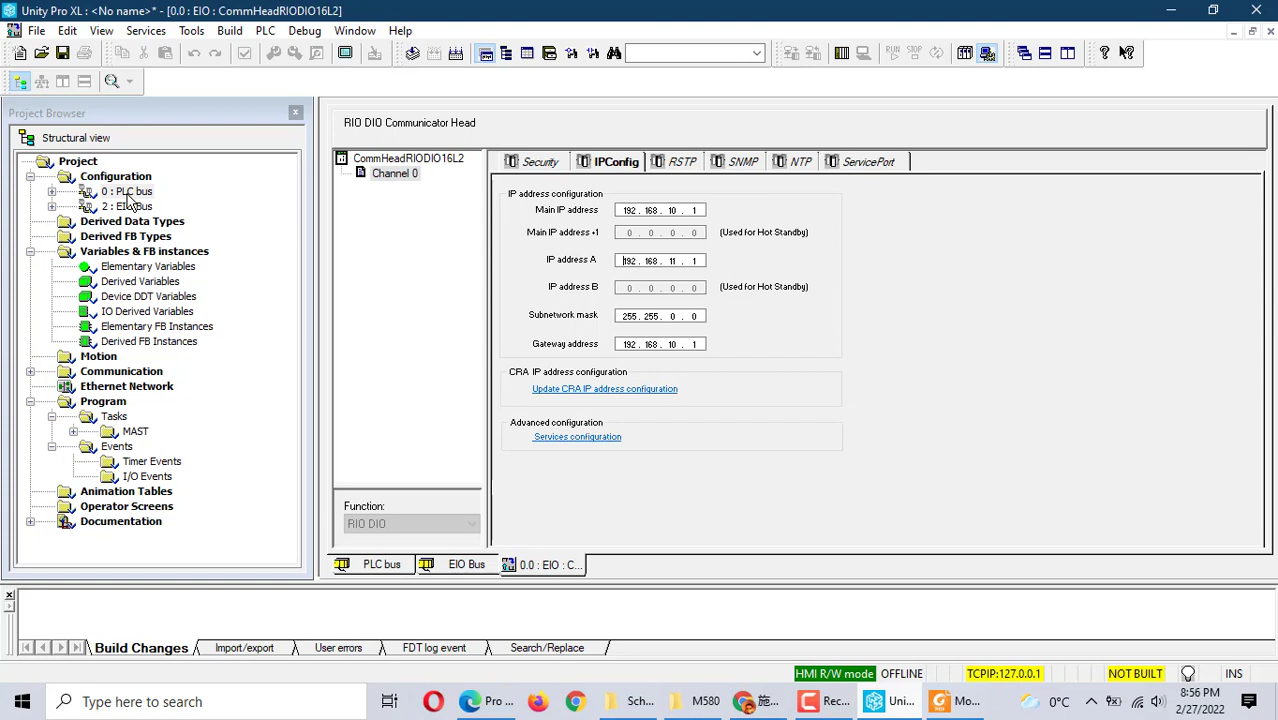 Unity Pro XL : <No name>* - [0.0 : EIO : CommHeadRIODIO16L2]
File Edit View Services Tools Build PLC Debug Window Help
Project Browser
Structural view
Project
Configuration
0 : PLC bus
2 : EIO Bus
Derived Data Types
Derived FB Types
Variables & FB instances
Elementary Variables
Derived Variables
Device DDT Variables
IO Derived Variables
Elementary FB Instances
Derived FB Instances
Motion
Communication
Ethernet Network
Program
Tasks
MAST
Events
Timer Events
I/O Events
Animation Tables
Operator Screens
Documentation
RIO DIO Communicator Head
CommHeadRIODIO16L2
Channel 0
Function:
RIO DIO
Security IPConfig RSTP SNMP NTP ServicePort
IP address configuration
Main IP address 192 . 168 . 10 . 1
Main IP address +1 0 . 0 . 0 . 0 (Used for Hot Standby)
IP address A 192 . 168 . 11 . 1
IP address B 0 . 0 . 0 . 0 (Used for Hot Standby)
Subnetwork mask 255 . 255 . 0 . 0
Gateway address 192 . 168 . 10 . 1
CRA IP address configuration
Update CRA IP address configuration
Advanced configuration
Services configuration
PLC bus EIO Bus 0.0 : EIO : C...
Build Changes Import/export User errors FDT log event Search/Replace
HMI R/W mode OFFLINE TCPIP:127.0.0.1 NOT BUILT INS
Type here to search
Pro ... Sch... M580 施... Rec... Uni... Mo...
0°C
8:56 PM
2/27/2022